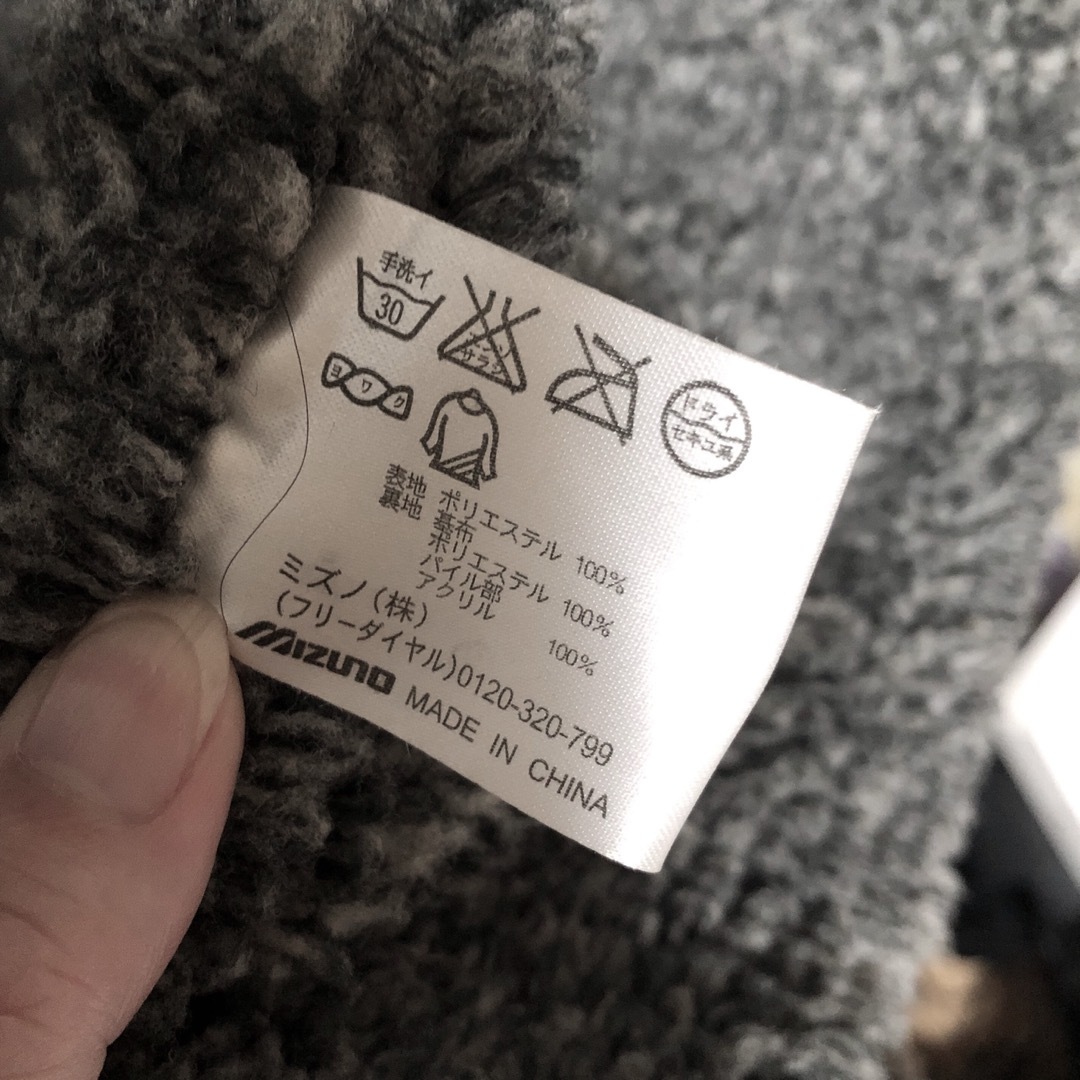 手洗イ
30
エンソ
サラシ
ドライ
セキユ系
ヨワク
表地 ポリエステル 100%
裏地 基布
ポリエステル 100%
パイル部
アクリル 100%
ミズノ(株)
(フリーダイヤル)0120-320-799
MIZUNO MADE IN CHINA